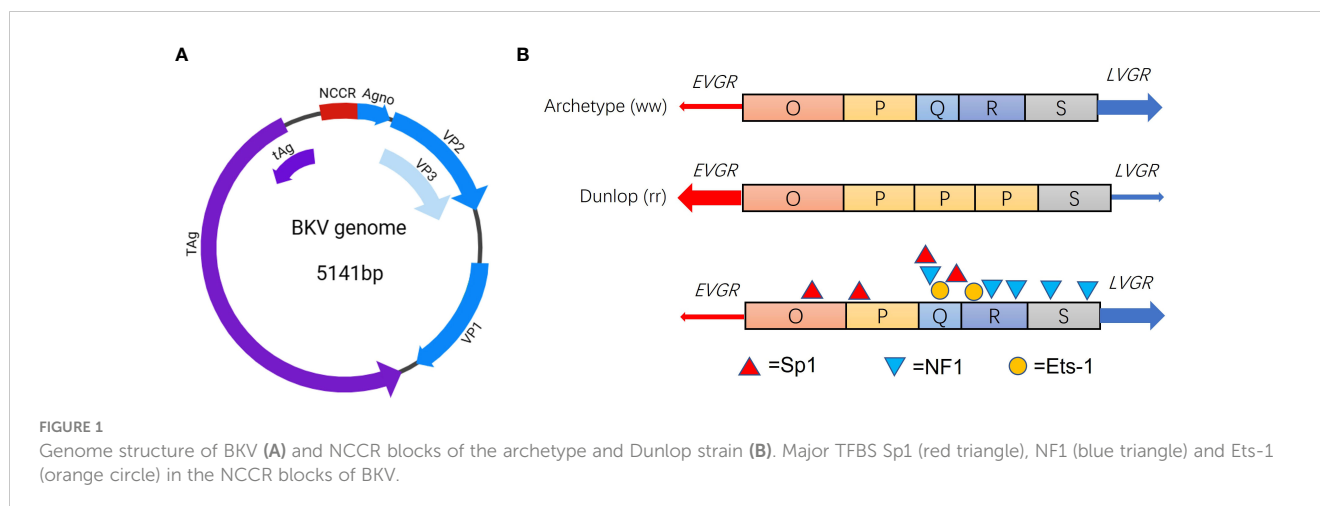 A
NCCR Agno
VP2
tAg
VP3
TAg
BKV genome
5141bp
VP1
B
EVGR
LVGR
Archetype (ww)
O P Q R S
EVGR
LVGR
Dunlop (rr)
O P P P S
EVGR
LVGR
O P Q R S
=Sp1 =NF1 =Ets-1
FIGURE 1
Genome structure of BKV (A) and NCCR blocks of the archetype and Dunlop strain (B). Major TFBS Sp1 (red triangle), NF1 (blue triangle) and Ets-1
(orange circle) in the NCCR blocks of BKV.